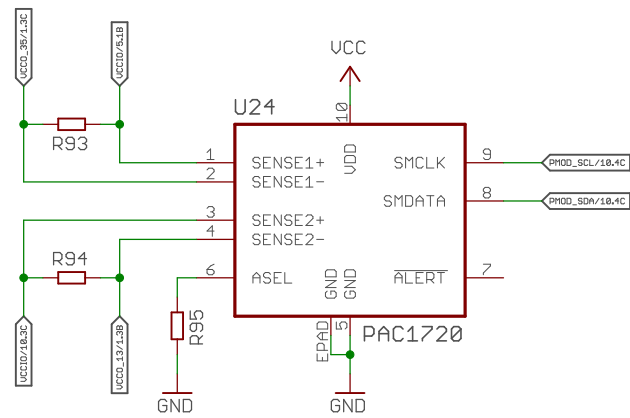 VCCO_35/1.3C
VCCIO/5.1B
VCC
U24
10
R93
1
SENSE1+
VDD
SMCLK
9
PMOD_SCL/10.4C
2
SENSE1-
SMDATA
8
PMOD_SDA/10.4C
3
SENSE2+
4
SENSE2-
R94
6
ASEL
GND
GND
ALERT
7
VCCIO/10.3C
VCCO_13/1.3B
R95
EPAD
5
PAC1720
GND
GND